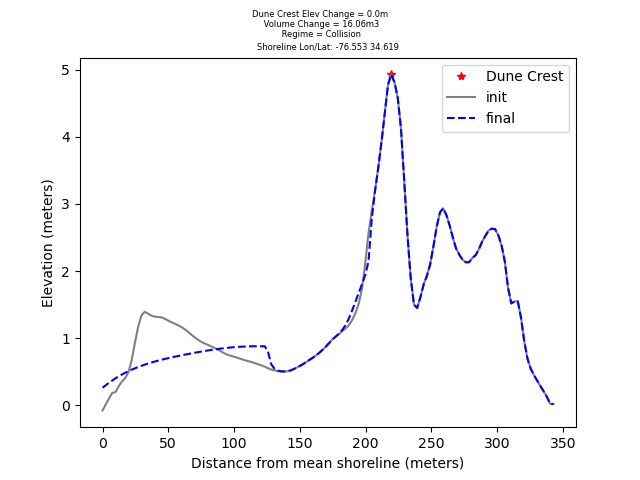 Dune Crest Elev Change = 0.0m
Volume Change = 16.06m3
Regime = Collision
Shoreline Lon/Lat: -76.553 34.619
Dune Crest
init
final
Elevation (meters)
5
4
3
2
1
0
0 50 100 150 200 250 300 350
Distance from mean shoreline (meters)